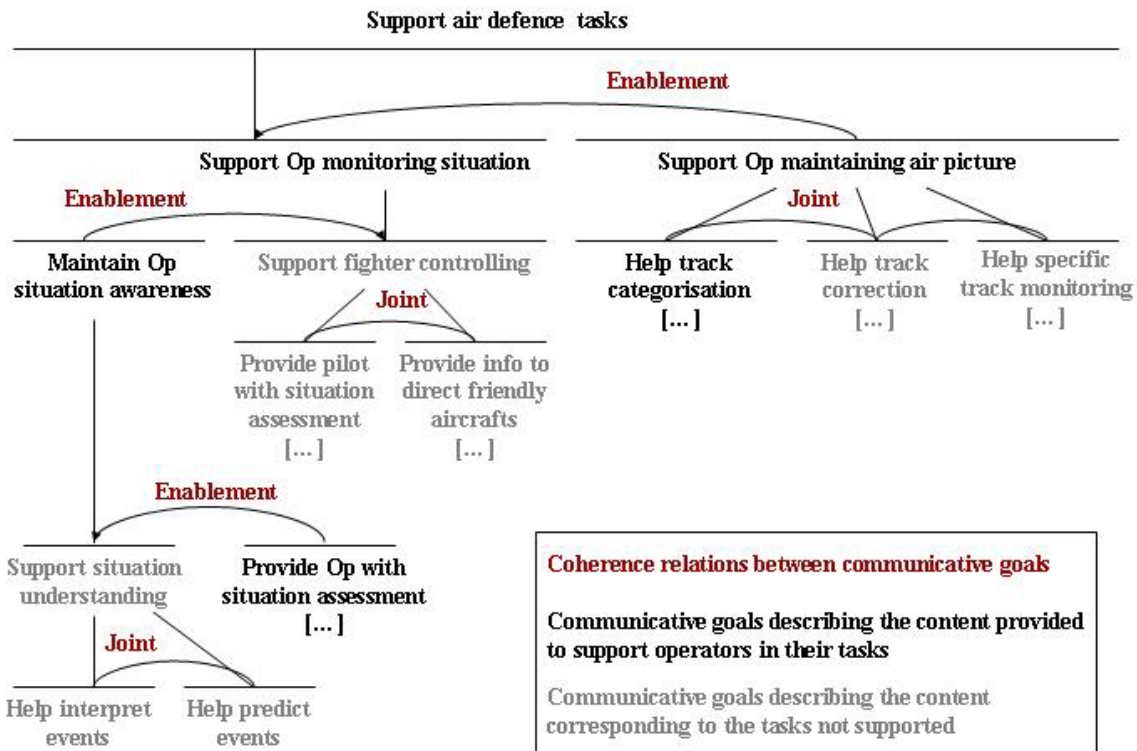 Support air defence tasks
Enablement
Support Op monitoring situation
Support Op maintaining air picture
Enablement
Joint
Maintain Op
situation awareness
Support fighter controlling
Help track
categorisation
[...]
Help track
correction
[...]
Help specific
track monitoring
[...]
Joint
Provide pilot
with situation
assessment
[...]
Provide info to
direct friendly
aircrafts
[...]
Enablement
Support situation
understanding
Provide Op with
situation assessment
[...]
Joint
Help interpret
events
Help predict
events
Coherence relations between communicative goals
Communicative goals describing the content provided
to support operators in their tasks
Communicative goals describing the content
corresponding to the tasks not supported